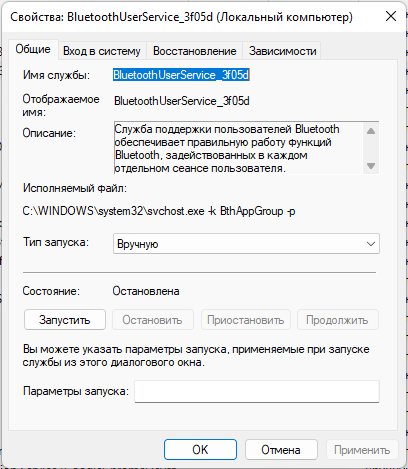 Свойства: BluetoothUserService_3f05d (Локальный компьютер)
Общие Вход в систему Восстановление Зависимости
Имя службы: BluetoothUserService_3f05d
Отображаемое
имя: BluetoothUserService_3f05d
Описание: Служба поддержки пользователей Bluetooth
обеспечивает правильную работу функций
Bluetooth, задействованных в каждом
отдельном сеансе пользователя.
Исполняемый файл:
C:\WINDOWS\system32\svchost.exe -k BthAppGroup -p
Тип запуска: Вручную
Состояние: Остановлена
Запустить Остановить Приостановить Продолжить
Вы можете указать параметры запуска, применяемые при запуске
службы из этого диалогового окна.
Параметры запуска:
OK Отмена Применить